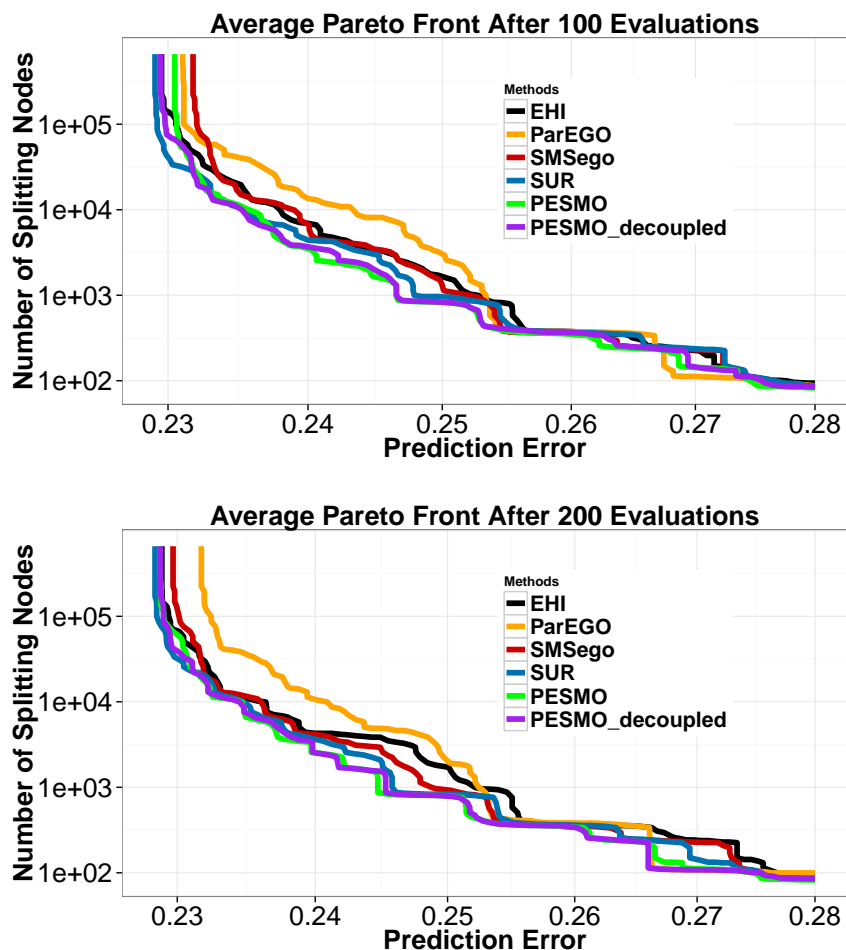 Average Pareto Front After 100 Evaluations
Number of Splitting Nodes
1e+05
1e+04
1e+03
1e+02
Methods
EHI
ParEGO
SMSego
SUR
PESMO
PESMO_decoupled
0.23 0.24 0.25 0.26 0.27 0.28
Prediction Error
Average Pareto Front After 200 Evaluations
Number of Splitting Nodes
1e+05
1e+04
1e+03
1e+02
Methods
EHI
ParEGO
SMSego
SUR
PESMO
PESMO_decoupled
0.23 0.24 0.25 0.26 0.27 0.28
Prediction Error